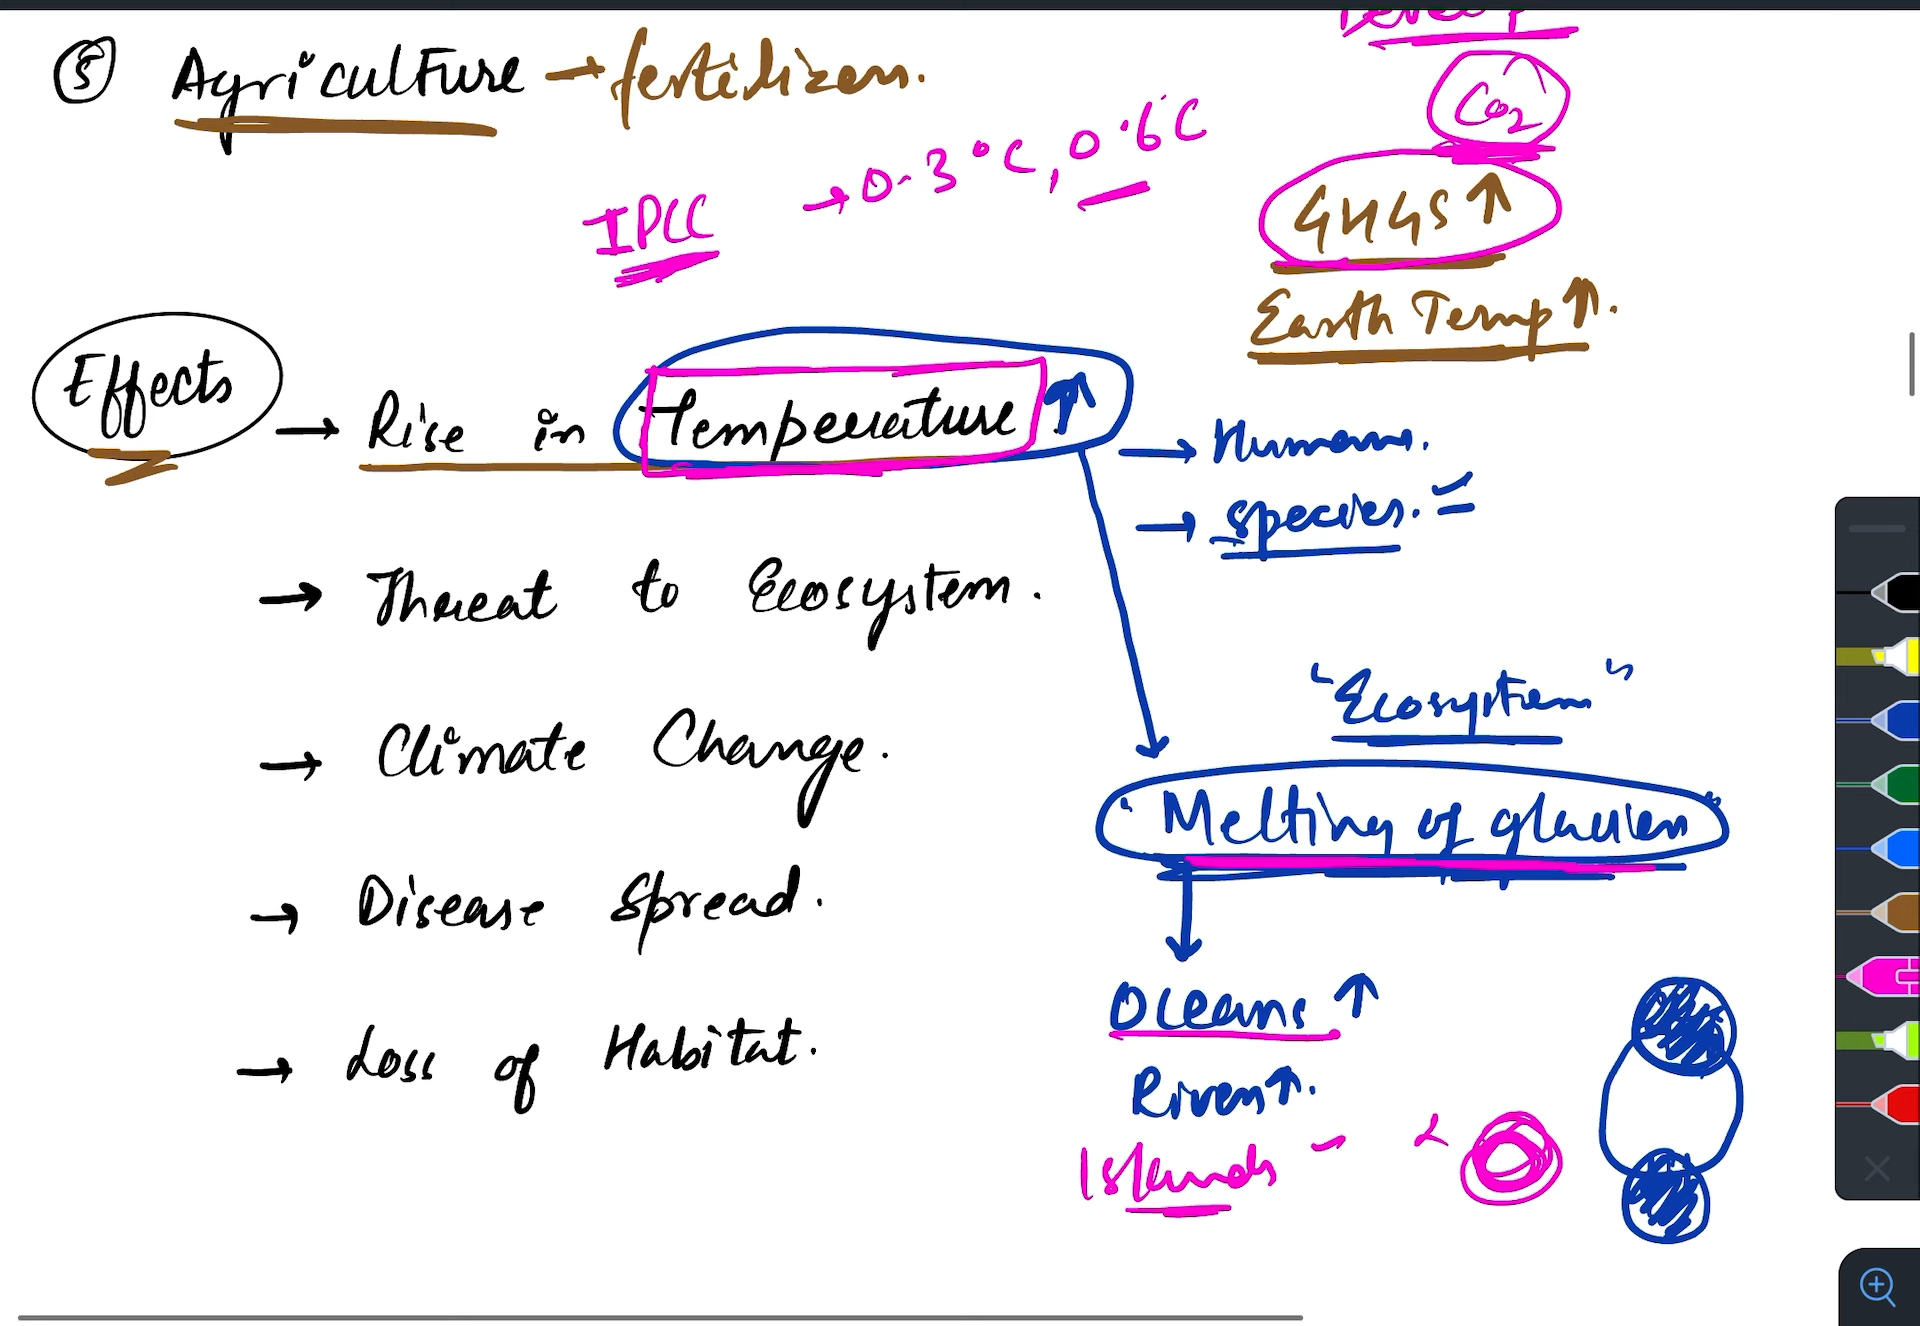 ⑤ Agriculture → fertilizers.
CO2
IPCC → 0.3°C, 0.6C
GHGS ↑
Earth Temp ↑.
Effects → Rise in Temperature ↑
→ Humans.
→ Species.
→ Threat to Ecosystem.
"Ecosystem"
→ Climate Change.
"Melting of glaciers"
→ Disease Spread.
Oceans ↑
→ Loss of Habitat.
Rivers ↑.
Islands